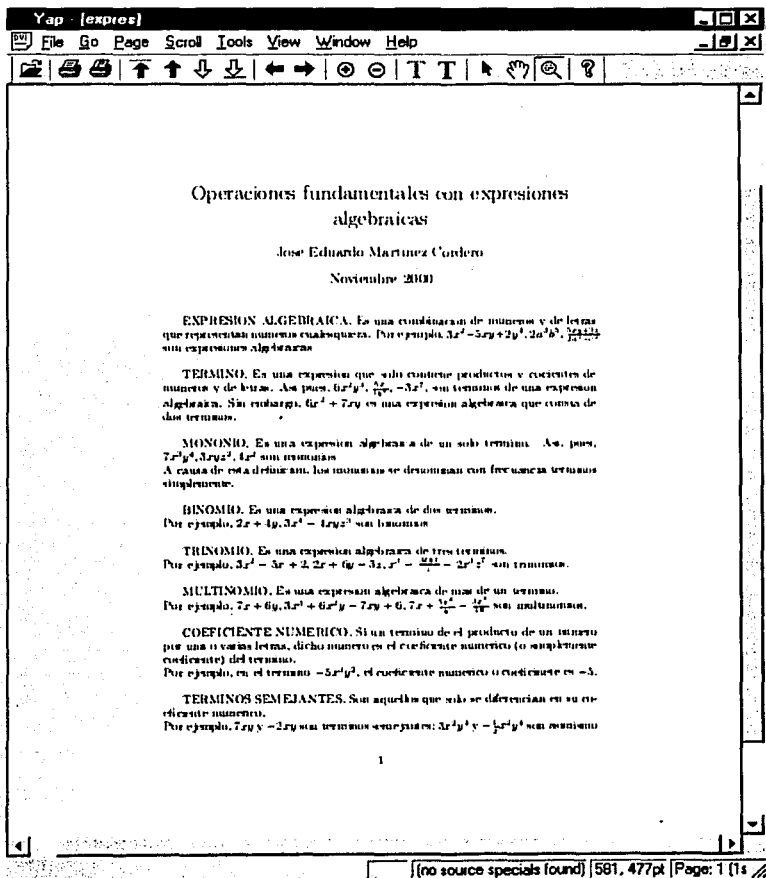 Yap - [expres]
File Go Page Scroll Tools View Window Help
Operaciones fundamentales con expresiones
algebraicas
Jose Eduardo Martinez Cordero
Noviembre 2000
EXPRESION ALGEBRAICA. Es una combinacion de numeros y de letras
que representan numeros cualesquiera. Por ejemplo,
son expresiones algebraicas
TERMINO. Es una expresion que solo contiene productos y cocientes de
numeros y de letras. Asi pues, son terminos de una expresion
algebraica. Sin embargo, es una expresion algebraica que consta de
dos terminos.
MONONIO. Es una expresion algebraica de un solo termino. Asi, pues,
son monomios
A causa de esta definicion, los monomios se denominan con frecuencia terminos
simplemente.
BINOMIO. Es una expresion algebraica de dos terminos.
Por ejemplo, son binomios
TRINOMIO. Es una expresion algebraica de tres terminos.
Por ejemplo, son trinomios.
MULTINOMIO. Es una expresion algebraica de mas de un termino.
Por ejemplo, son multinomios.
COEFICIENTE NUMERICO. Si un termino de el producto de un numero
por una o varias letras, dicho numero es el coeficiente numerico (o simplemente
coeficiente) del termino.
Por ejemplo, en el termino el coeficiente numerico o coeficiente es −5.
TERMINOS SEMEJANTES. Son aquellos que solo se diferencian en su co-
eficiente numerico.
Por ejemplo, 7xy y −2xy son terminos semejantes; son asimismo
1
(no source specials found) 581, 477pt Page: 1 (1s